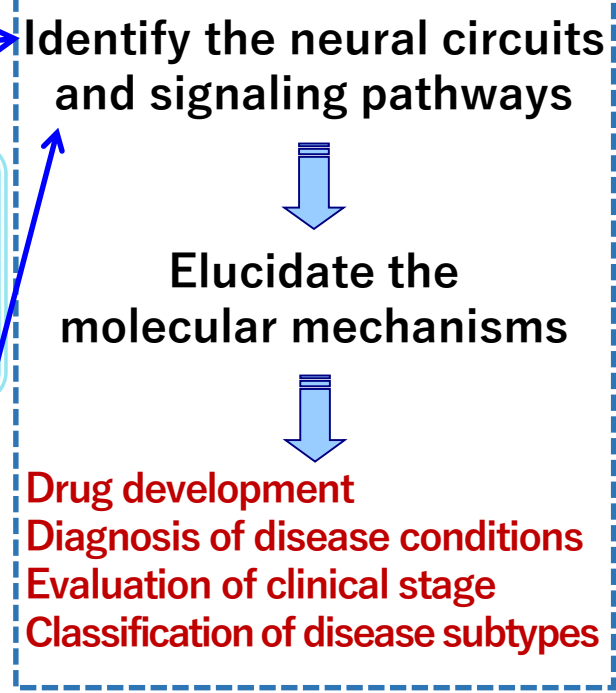 Identify the neural circuits
and signaling pathways
Elucidate the
molecular mechanisms
Drug development
Diagnosis of disease conditions
Evaluation of clinical stage
Classification of disease subtypes